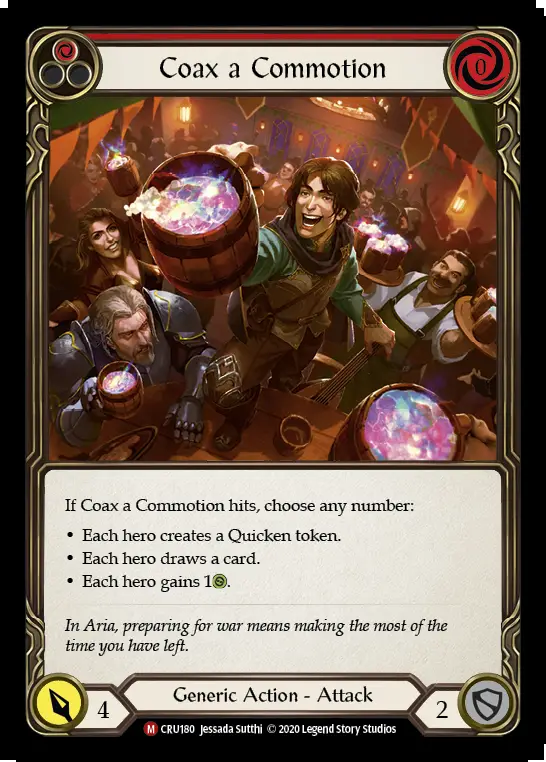 Coax a Commotion
0
If Coax a Commotion hits, choose any number:
• Each hero creates a Quicken token.
• Each hero draws a card.
• Each hero gains 1.
In Aria, preparing for war means making the most of the
time you have left.
4
Generic Action - Attack
2
M CRU180 Jessada Sutthi © 2020 Legend Story Studios